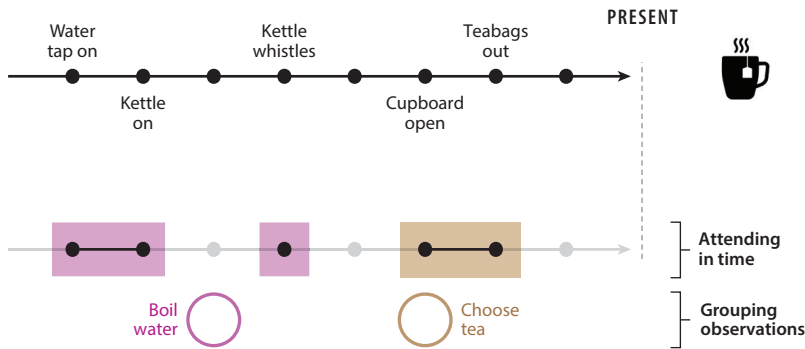 PRESENT
Water
tap on
Kettle
whistles
Teabags
out
Kettle
on
Cupboard
open
Attending
in time
Boil
water
Choose
tea
Grouping
observations